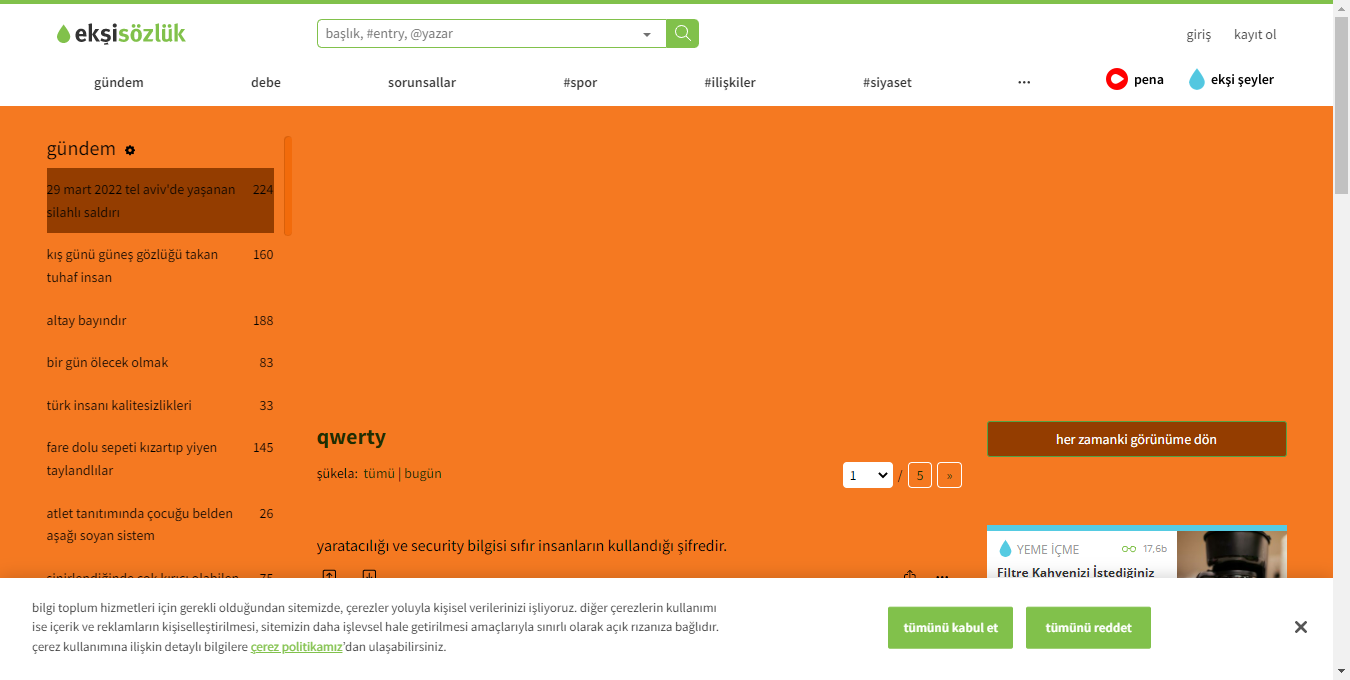 ekşisözlük
başlık, #entry, @yazar
giriş kayıt ol
gündem debe sorunsallar #spor #ilişkiler #siyaset ... pena ekşi şeyler
gündem
29 mart 2022 tel aviv'de yaşanan 224
silahlı saldırı
kış günü güneş gözlüğü takan 160
tuhaf insan
altay bayındır 188
bir gün ölecek olmak 83
türk insanı kalitesizlikleri 33
fare dolu sepeti kızartıp yiyen 145
taylandlılar
atlet tanıtımında çocuğu belden 26
aşağı soyan sistem
sinirlendiğinde çok kırıcı olabilen 75
qwerty
şükela: tümü | bugün
1 / 5 »
yaratacılığı ve security bilgisi sıfır insanların kullandığı şifredir.
her zamanki görünüme dön
YEME İÇME 17,6b
Filtre Kahvenizi İstediğiniz
bilgi toplum hizmetleri için gerekli olduğundan sitemizde, çerezler yoluyla kişisel verilerinizi işliyoruz. diğer çerezlerin kullanımı
ise içerik ve reklamların kişiselleştirilmesi, sitemizin daha işlevsel hale getirilmesi amaçlarıyla sınırlı olarak açık rızanıza bağlıdır.
çerez kullanımına ilişkin detaylı bilgilere çerez politikamız'dan ulaşabilirsiniz.
tümünü kabul et
tümünü reddet